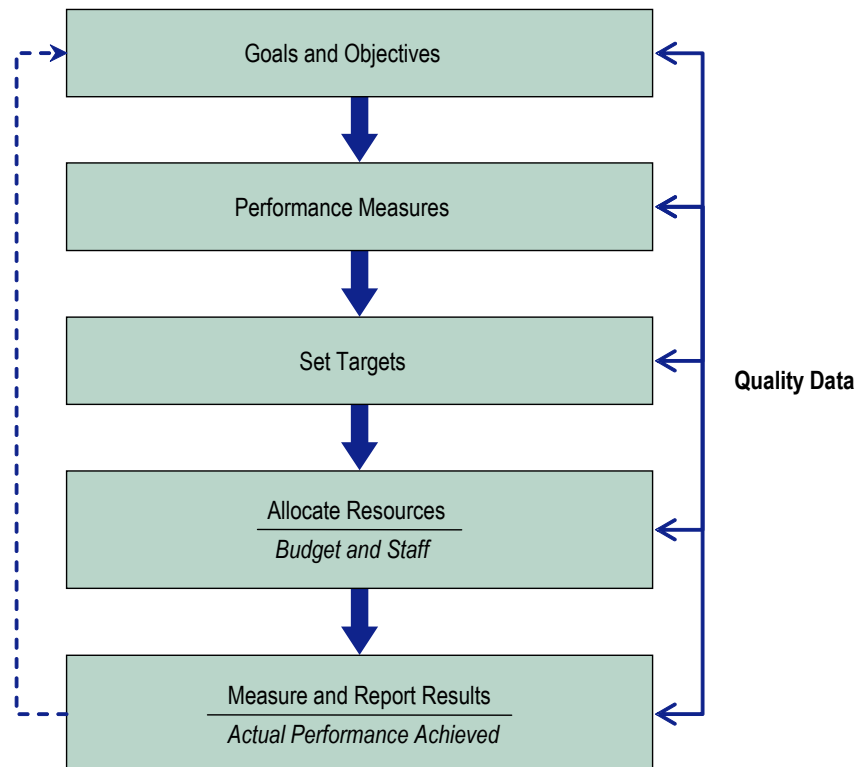 Goals and Objectives
Performance Measures
Set Targets
Quality Data
Allocate Resources
Budget and Staff
Measure and Report Results
Actual Performance Achieved